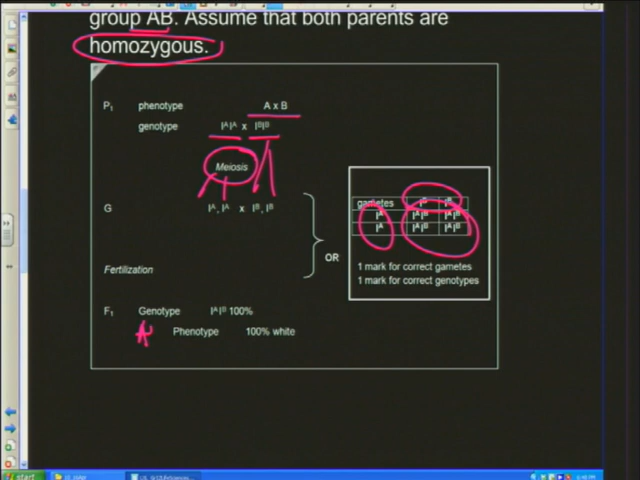 group AB. Assume that both parents are
homozygous.
P₁ phenotype A x B
genotype IᴬIᴬ x IᴮIᴮ
Meiosis
G Iᴬ, Iᴬ x Iᴮ, Iᴮ
OR
gametes Iᴮ Iᴮ
Iᴬ IᴬIᴮ IᴬIᴮ
Iᴬ IᴬIᴮ IᴬIᴮ
1 mark for correct gametes
1 mark for correct genotypes
Fertilization
F₁ Genotype IᴬIᴮ 100%
Phenotype 100% white
start